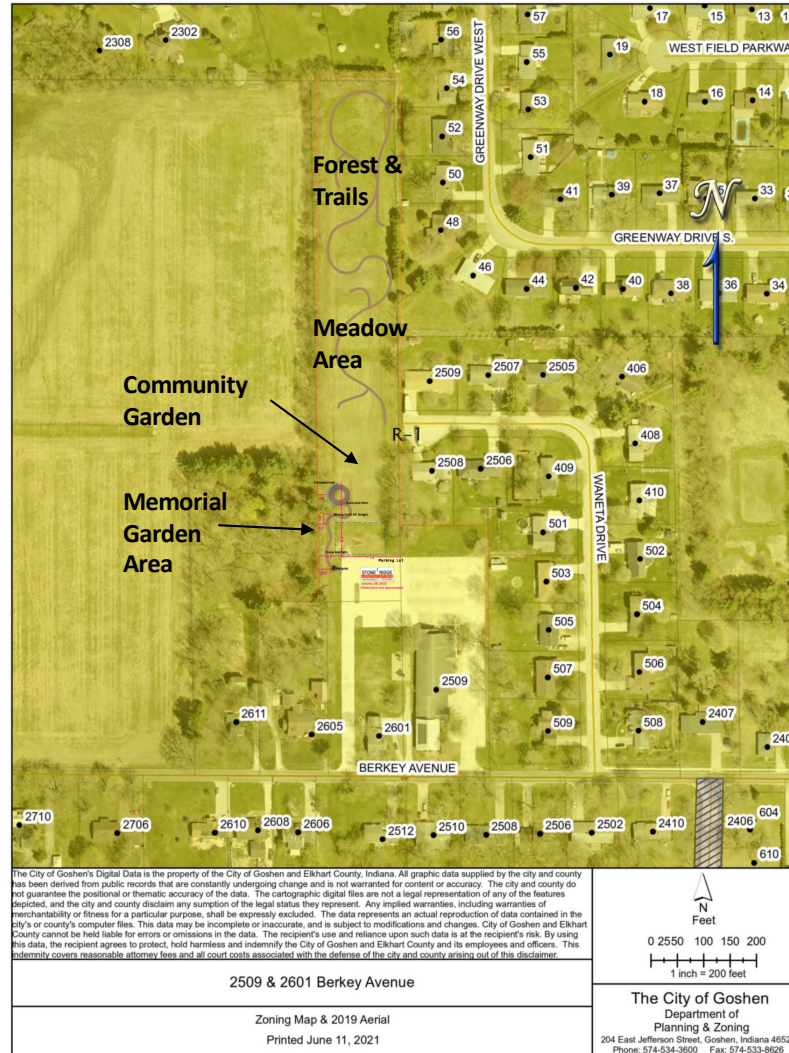 57
17
15
13
2308
2302
56
WEST FIELD PARKWA
55
19
54
GREENWAY DRIVE WEST
53
18
16
14
52
Forest &
Trails
51
50
41
39
37
33
N
48
GREENWAY DRIVE S.
46
44
42
40
38
36
34
Meadow
Area
2509
2507
2505
406
Community
Garden
R-1
408
2508
2506
409
WANETA DRIVE
410
Memorial
Garden
Area
501
502
Parking Lot
STONE RIDGE
503
504
505
506
507
2509
2611
2605
2601
509
508
2407
240
BERKEY AVENUE
2710
2706
2610
2608
2606
2512
2510
2508
2506
2502
2410
2406
604
610
The City of Goshen's Digital Data is the property of the City of Goshen and Elkhart County, Indiana. All graphic data supplied by the city and county
has been derived from public records that are constantly undergoing change and is not warranted for content or accuracy. The city and county do
not guarantee the positional or thematic accuracy of the data. The cartographic digital files are not a legal representation of any of the features
depicted, and the city and county disclaim any sumption of the legal status they represent. Any implied warranties, including warranties of
merchantability or fitness for a particular purpose, shall be expressly excluded. The data represents an actual reproduction of data contained in the
city's or county's computer files. This data may be incomplete or inaccurate, and is subject to modifications and changes. City of Goshen and Elkhart
County cannot be held liable for errors or omissions in the data. The recipient's use and reliance upon such data is at the recipient's risk. By using
this data, the recipient agrees to protect, hold harmless and indemnify the City of Goshen and Elkhart County and its employees and officers. This
indemnity covers reasonable attorney fees and all court costs associated with the defense of the city and county arising out of this disclaimer.
N
Feet
0 2550 100 150 200
1 inch = 200 feet
2509 & 2601 Berkey Avenue
Zoning Map & 2019 Aerial
Printed June 11, 2021
The City of Goshen
Department of
Planning & Zoning
204 East Jefferson Street, Goshen, Indiana 4652
Phone: 574-534-3600 Fax: 574-533-8626